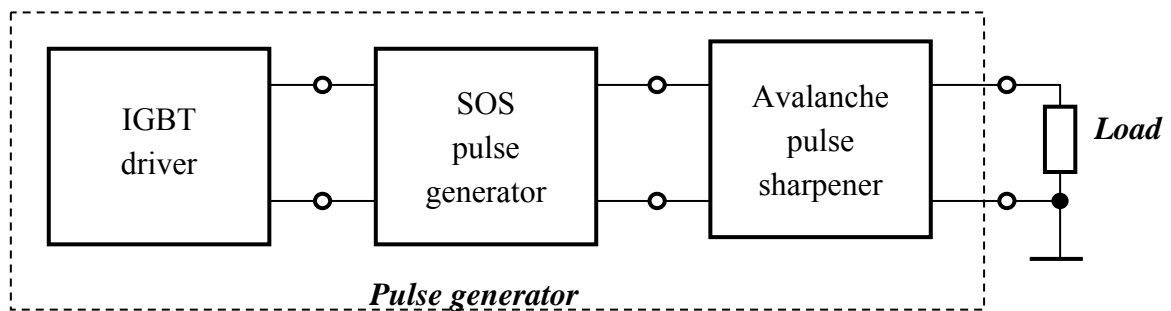 IGBT
driver
SOS
pulse
generator
Avalanche
pulse
sharpener
Load
Pulse generator